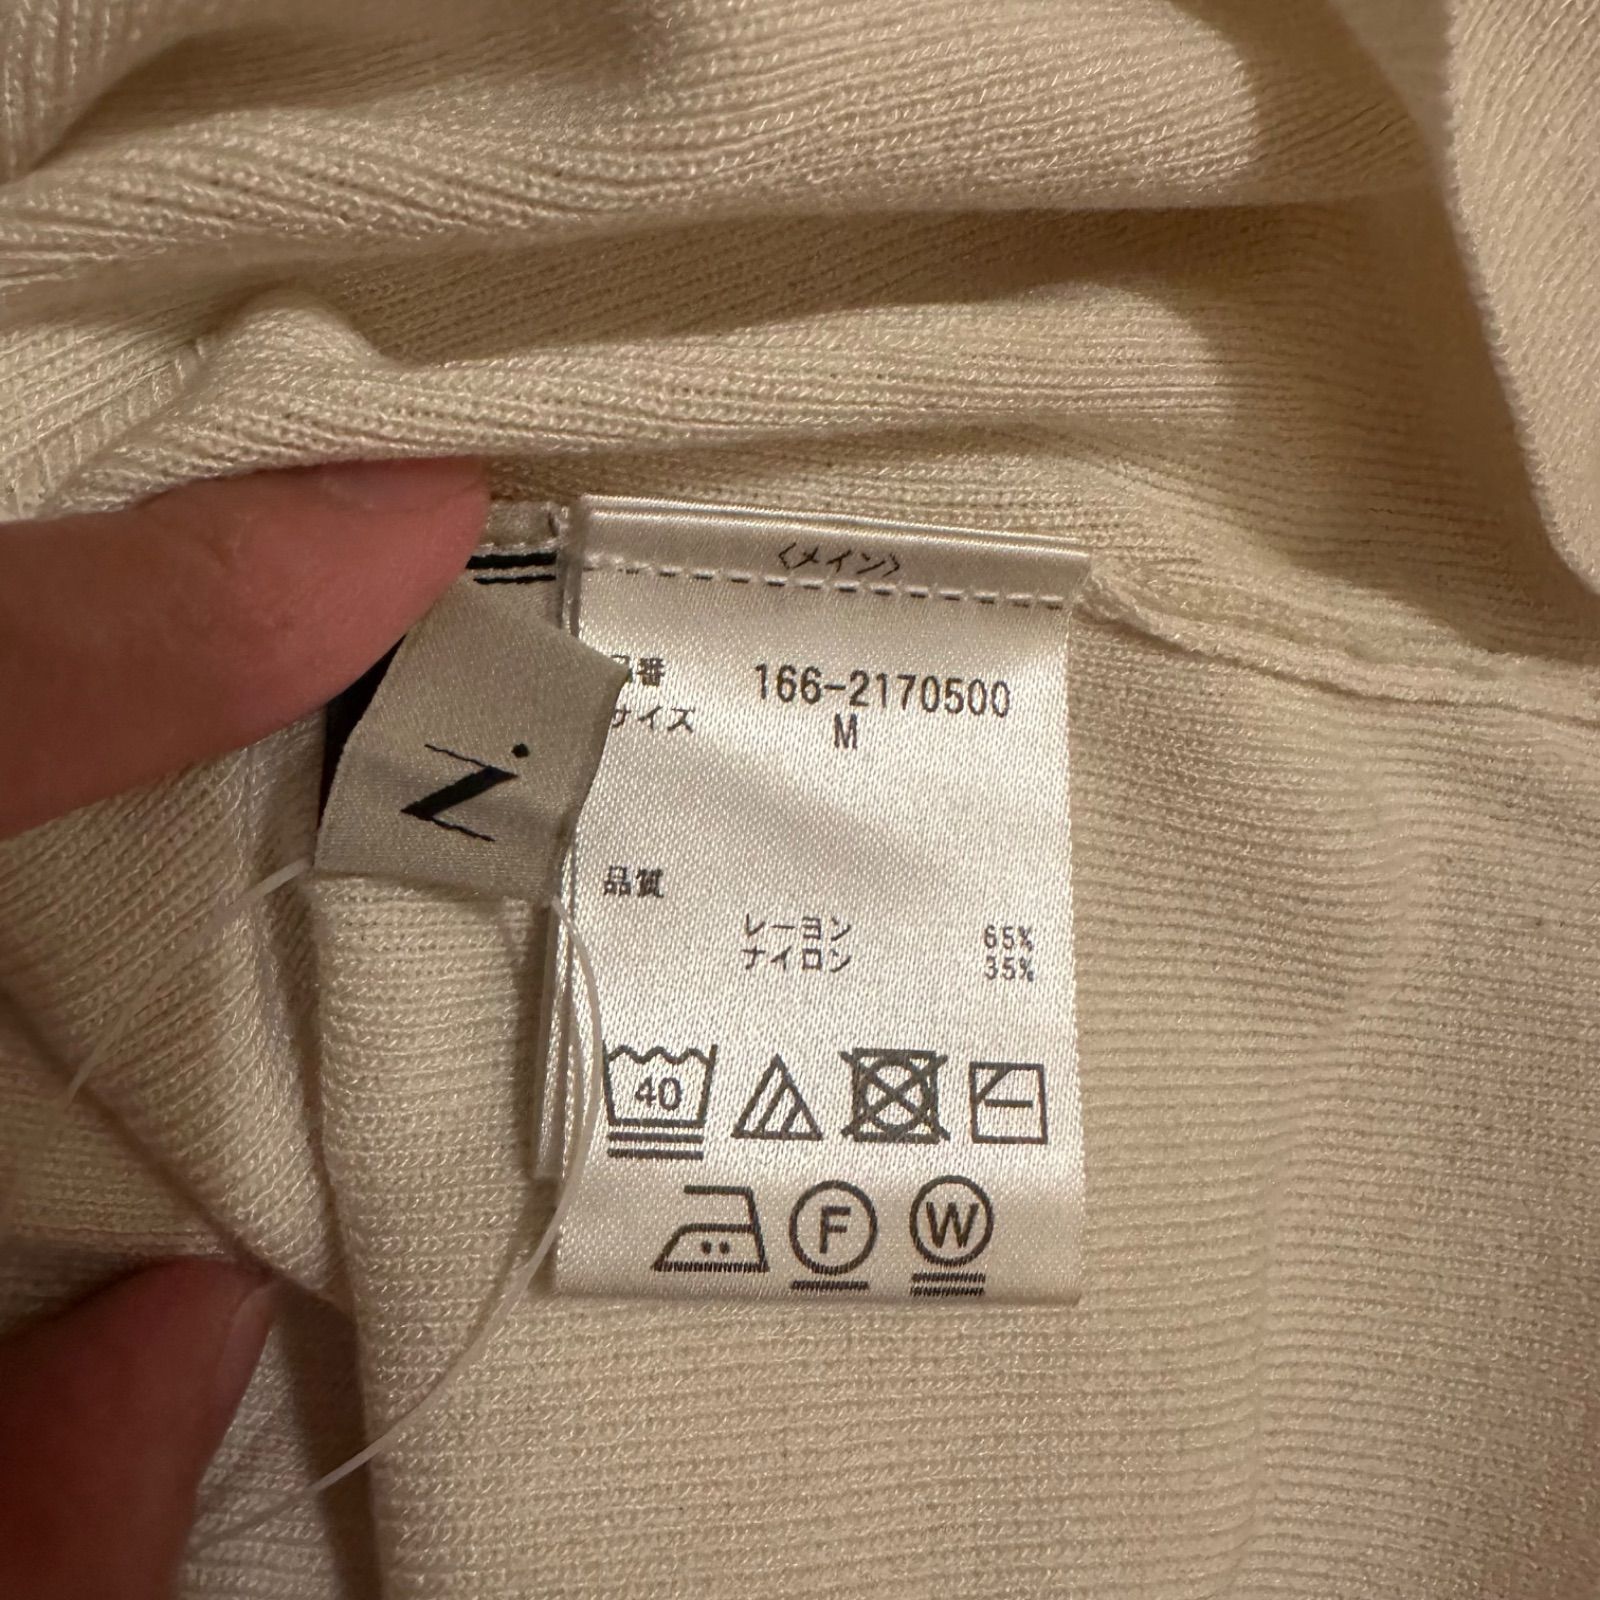 〈メイン〉
品番 166-2170500
サイズ M
N.
品質
レーヨン 65%
ナイロン 35%
40
F W